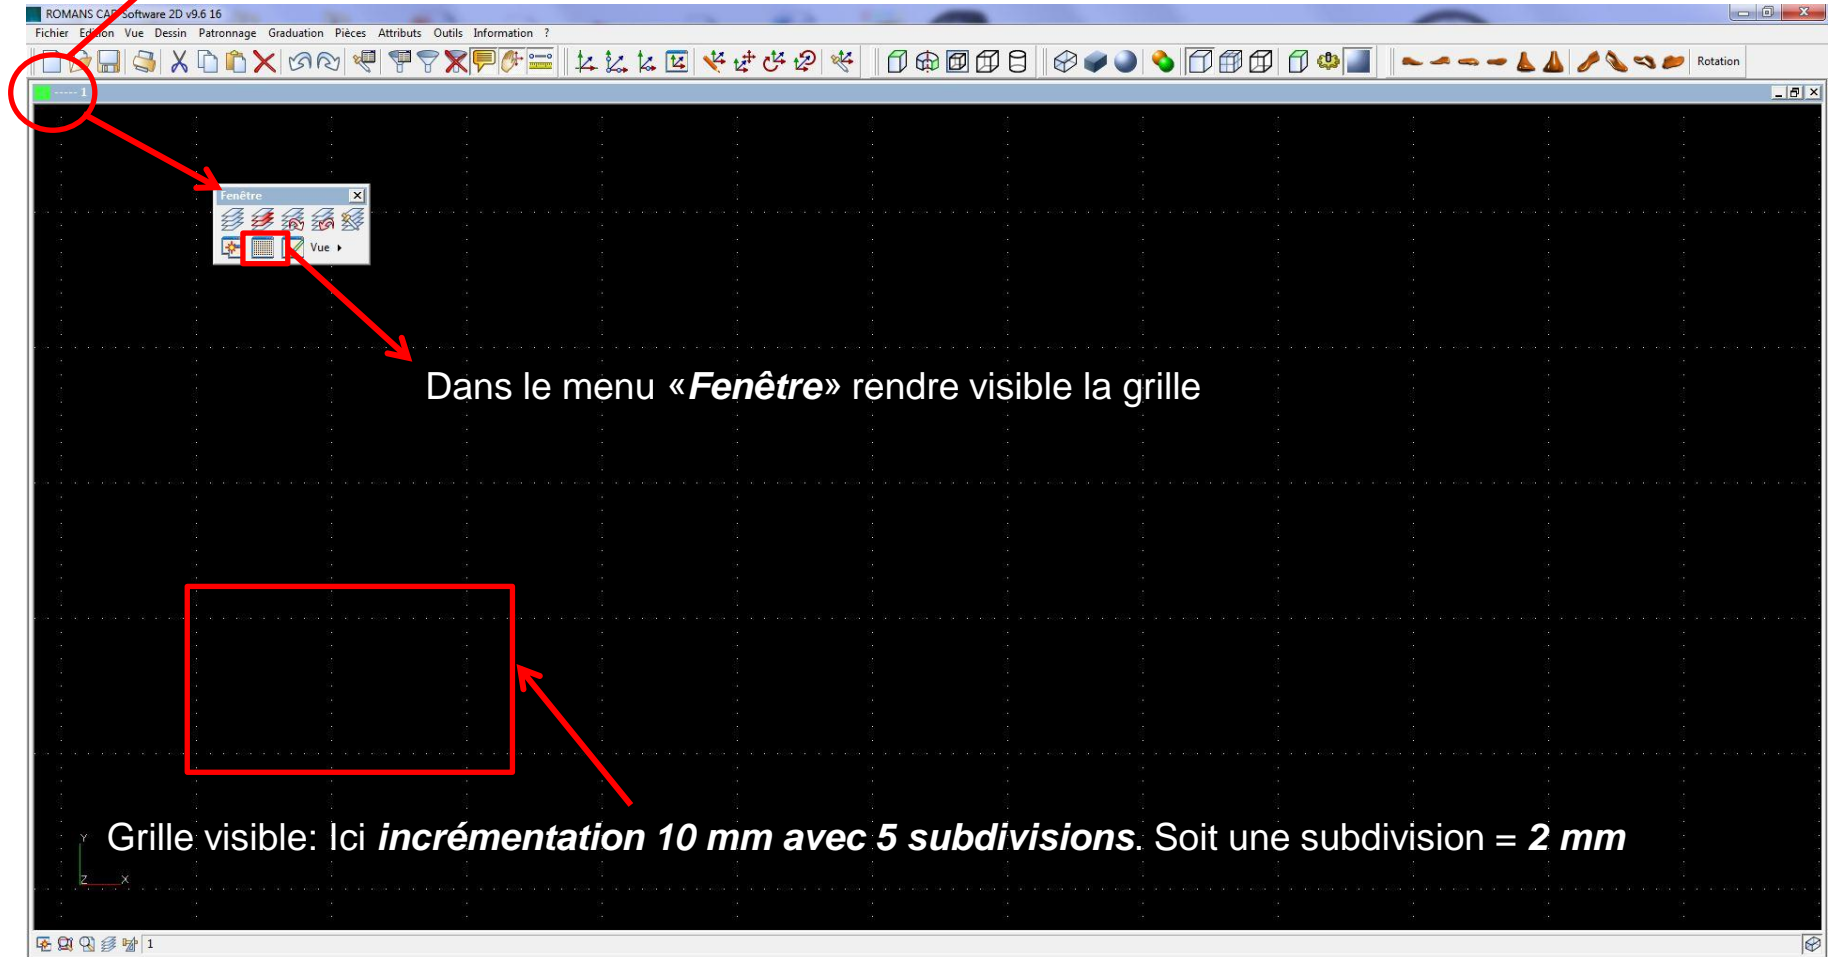 ROMANS CAD Software 2D v9.6 16
Fichier Edition Vue Dessin Patronnage Graduation Pièces Attributs Outils Information ?
Rotation
----- 1
Fenêtre
Vue
Dans le menu «Fenêtre» rendre visible la grille
Grille visible: Ici incrémentation 10 mm avec 5 subdivisions. Soit une subdivision = 2 mm
Y
Z X
1